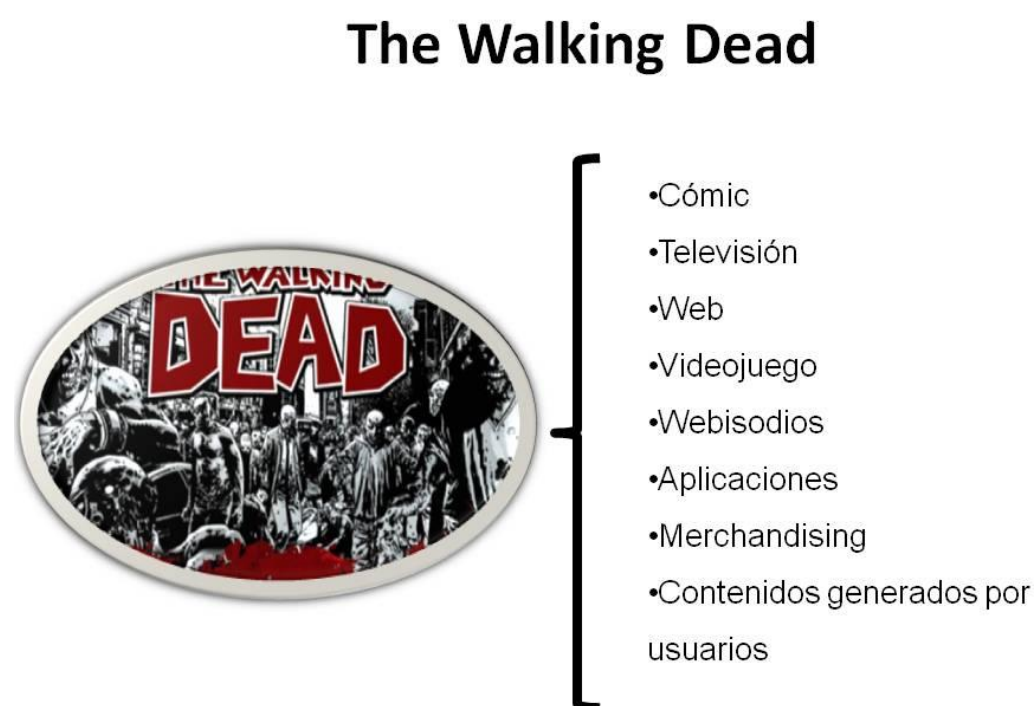 The Walking Dead
THE WALKING
DEAD
•Cómic
•Televisión
•Web
•Videojuego
•Webisodios
•Aplicaciones
•Merchandising
•Contenidos generados por
usuarios